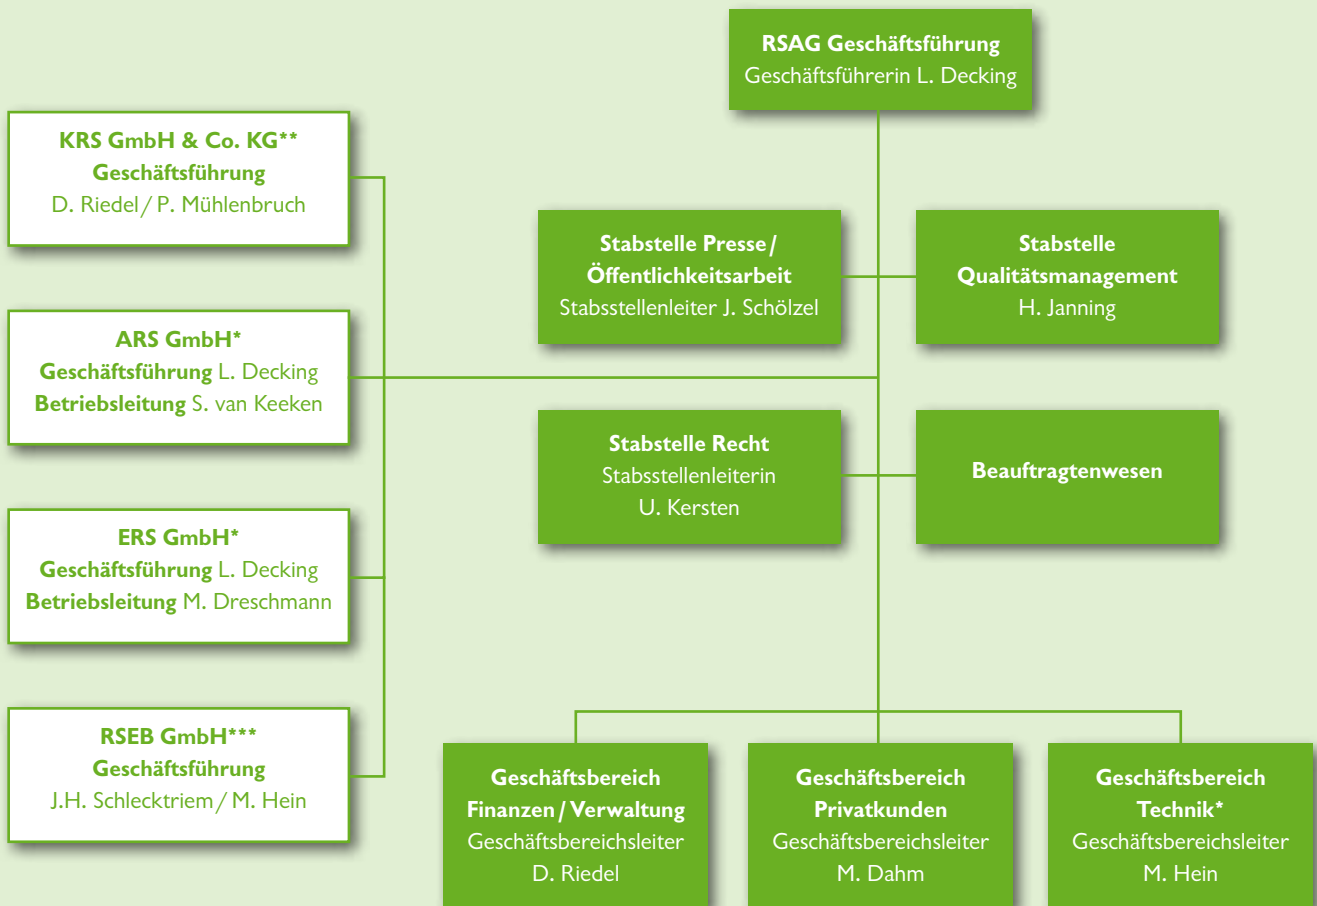 RSAG Geschäftsführung
Geschäftsführerin L. Decking
KRS GmbH & Co. KG**
Geschäftsführung
D. Riedel / P. Mühlenbruch
Stabstelle Presse /
Öffentlichkeitsarbeit
Stabsstellenleiter J. Schölzel
Stabstelle
Qualitätsmanagement
H. Janning
ARS GmbH*
Geschäftsführung L. Decking
Betriebsleitung S. van Keeken
Stabstelle Recht
Stabsstellenleiterin
U. Kersten
Beauftragtenwesen
ERS GmbH*
Geschäftsführung L. Decking
Betriebsleitung M. Dreschmann
RSEB GmbH***
Geschäftsführung
J.H. Schlecktriem / M. Hein
Geschäftsbereich
Finanzen / Verwaltung
Geschäftsbereichsleiter
D. Riedel
Geschäftsbereich
Privatkunden
Geschäftsbereichsleiter
M. Dahm
Geschäftsbereich
Technik*
Geschäftsbereichsleiter
M. Hein